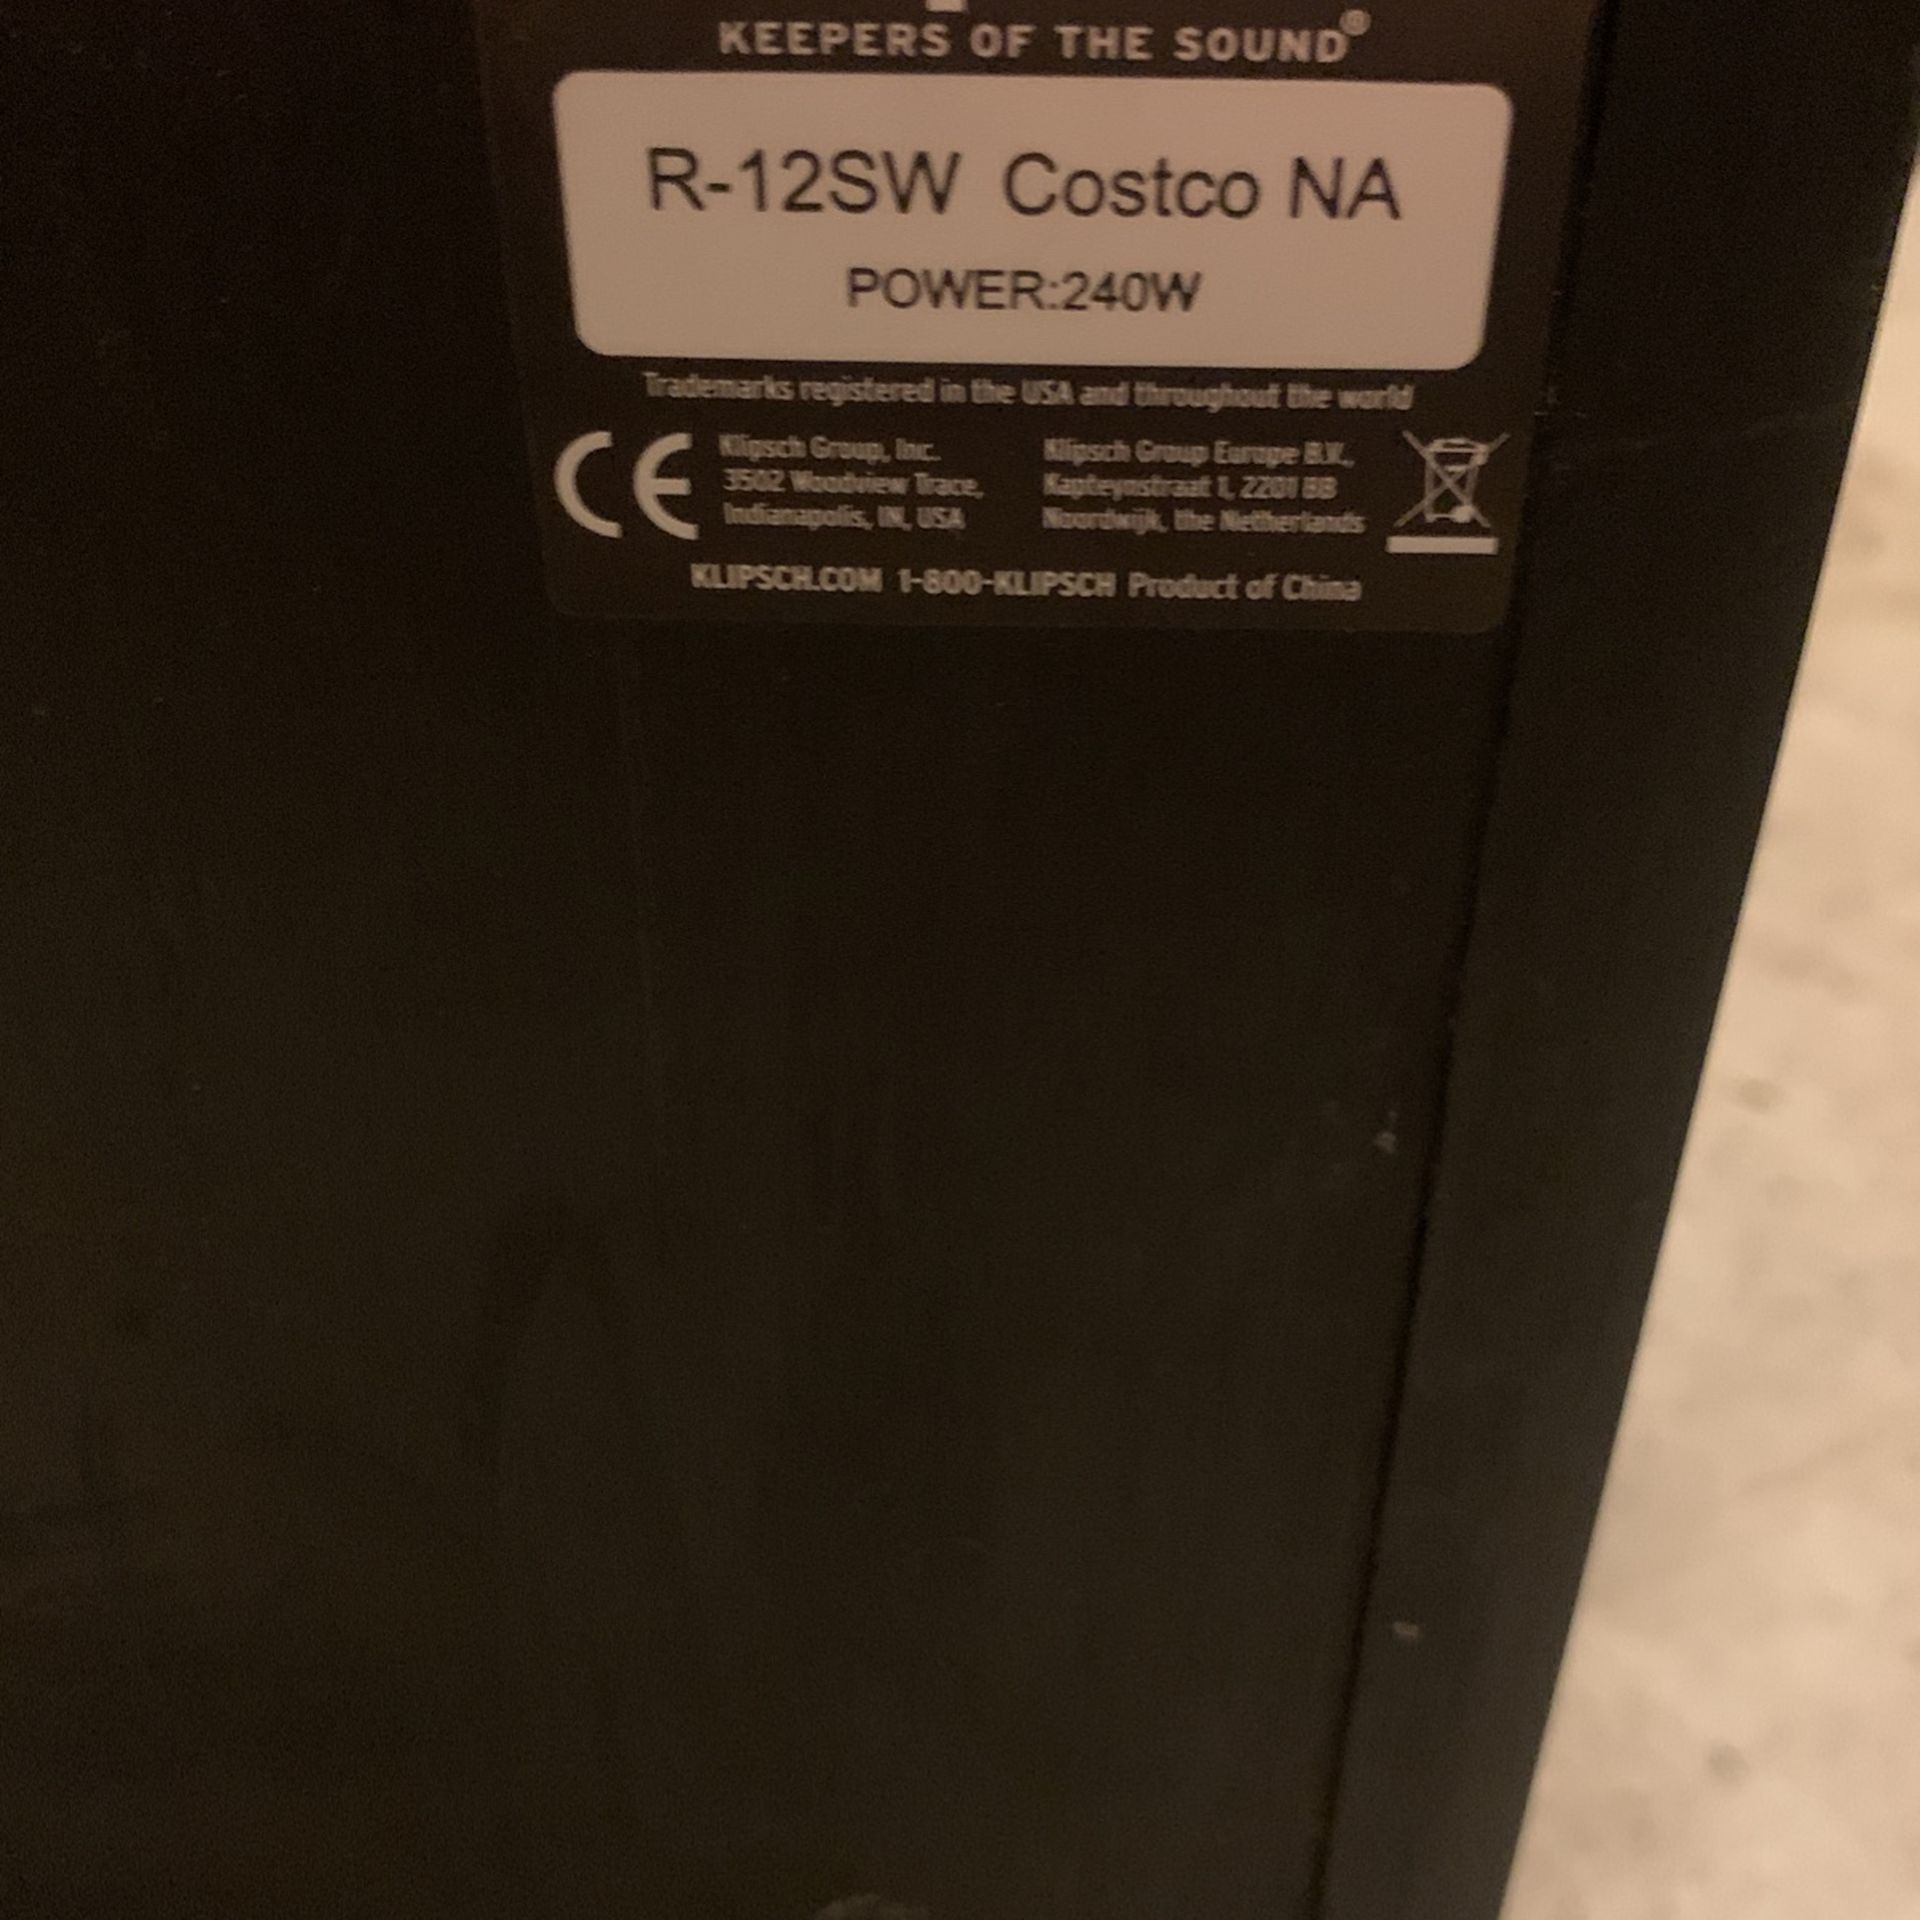 KEEPERS OF THE SOUND®
R-12SW Costco NA
POWER:240W
Trademarks registered in the USA and throughout the world
CE
Klipsch Group, Inc.
3502 Woodview Trace,
Indianapolis, IN, USA
Klipsch Group Europe B.V.,
Kapteynstraat 1, 2201 BB
Noordwijk, the Netherlands
KLIPSCH.COM 1-800-KLIPSCH Product of China